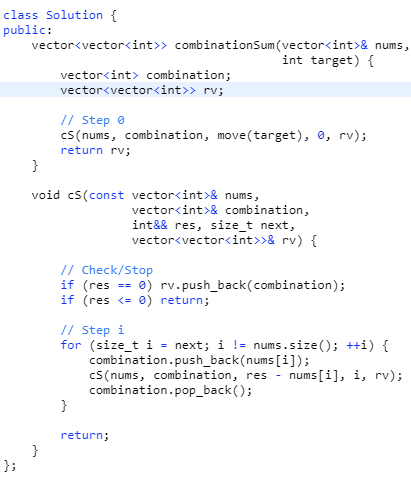 class Solution {
public:
    vector<vector<int>> combinationSum(vector<int>& nums,
                                       int target) {
        vector<int> combination;
        vector<vector<int>> rv;

        // Step 0
        cS(nums, combination, move(target), 0, rv);
        return rv;
    }

    void cS(const vector<int>& nums,
                  vector<int>& combination,
                  int&& res, size_t next,
                  vector<vector<int>>& rv) {

        // Check/Stop
        if (res == 0) rv.push_back(combination);
        if (res <= 0) return;

        // Step i
        for (size_t i = next; i != nums.size(); ++i) {
            combination.push_back(nums[i]);
            cS(nums, combination, res - nums[i], i, rv);
            combination.pop_back();
        }

        return;
    }
};